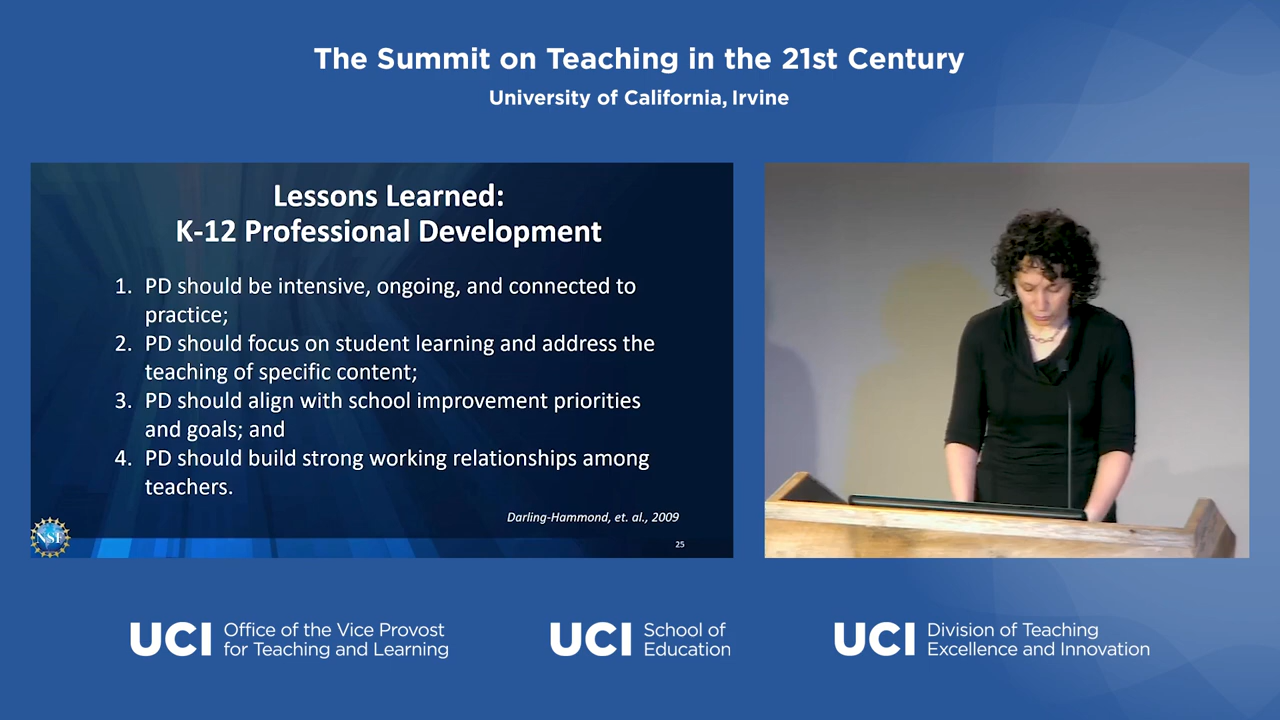 The Summit on Teaching in the 21st Century
University of California, Irvine
Lessons Learned:
K-12 Professional Development
1. PD should be intensive, ongoing, and connected to
practice;
2. PD should focus on student learning and address the
teaching of specific content;
3. PD should align with school improvement priorities
and goals; and
4. PD should build strong working relationships among
teachers.
Darling-Hammond, et. al., 2009
NSF
25
UCI Office of the Vice Provost
for Teaching and Learning
UCI School of
Education
UCI Division of Teaching
Excellence and Innovation